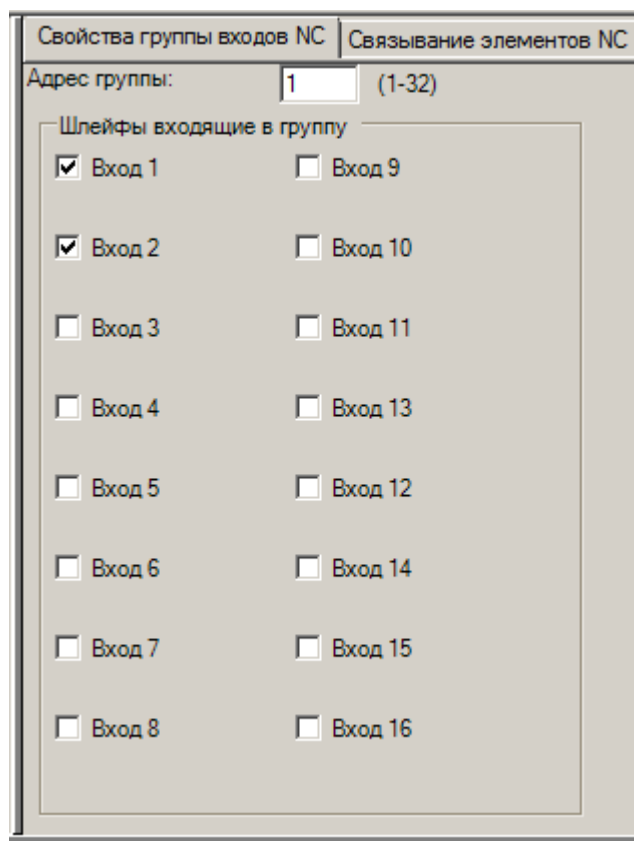 Свойства группы входов NC Связывание элементов NC
Адрес группы: 1 (1-32)
Шлейфы входящие в группу
Вход 1 Вход 9
Вход 2 Вход 10
Вход 3 Вход 11
Вход 4 Вход 13
Вход 5 Вход 12
Вход 6 Вход 14
Вход 7 Вход 15
Вход 8 Вход 16